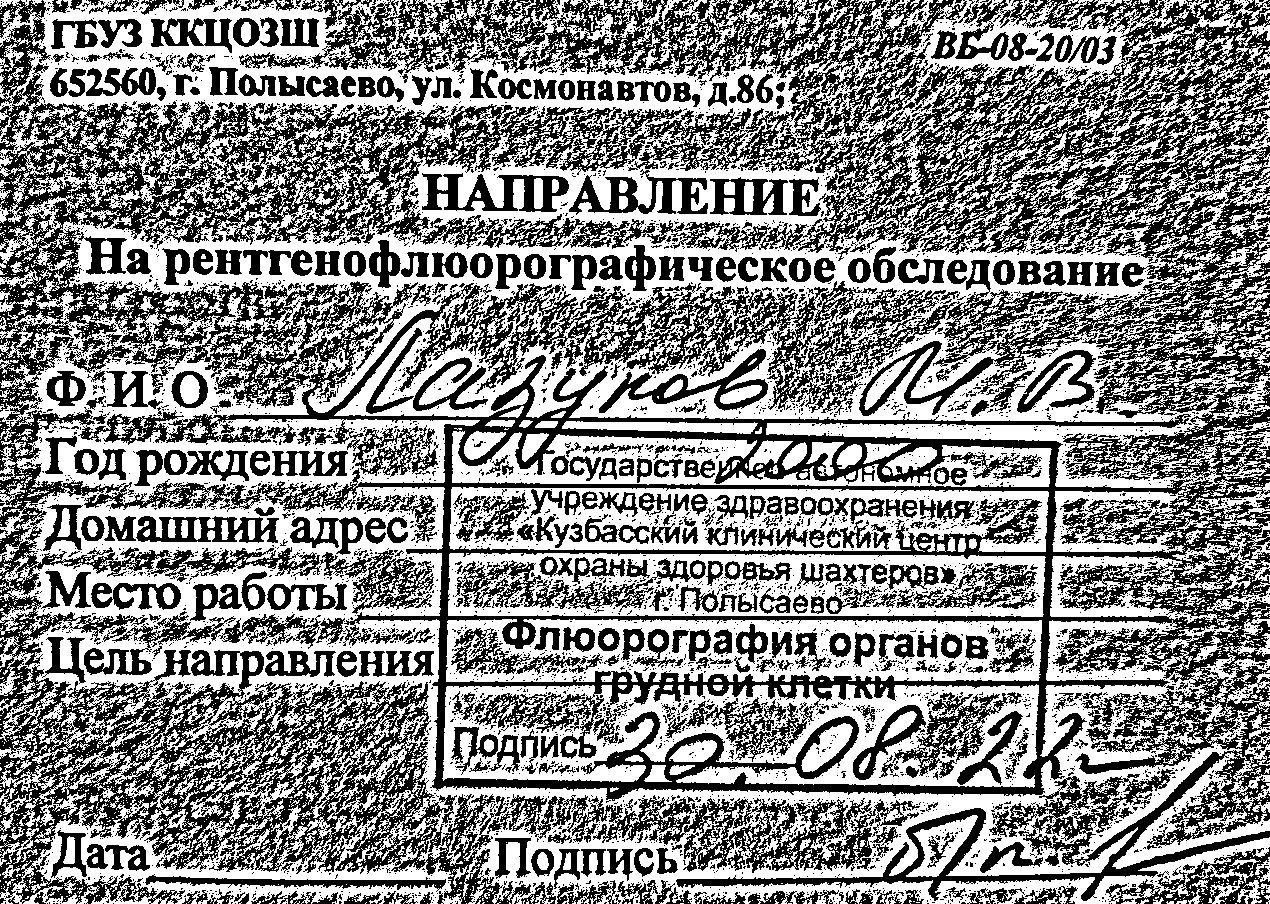 ГБУЗ ККЦОЗШ
ВБ-08-20/03
652560, г. Полысаево, ул. Космонавтов, д.86;
НАПРАВЛЕНИЕ
На рентгенофлюорографическое обследование
Ф. И. О. Лазуков И. В.
Год рождения 2000
Государственное автономное
учреждение здравоохранения
Домашний адрес
«Кузбасский клинический центр
охраны здоровья шахтеров»
Место работы
г. Полысаево
Флюорография органов
Цель направления
грудной клетки
Подпись 30.08.22
Дата
Подпись